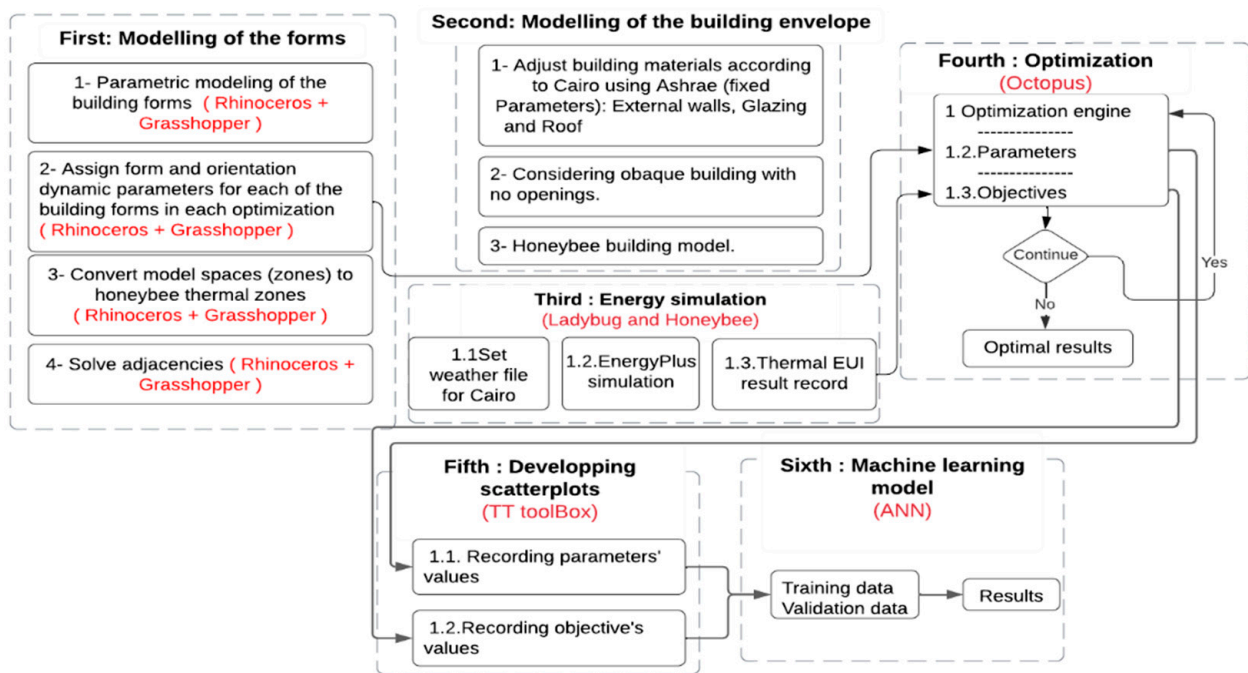 First: Modelling of the forms
1- Parametric modeling of the
building forms ( Rhinoceros +
Grasshopper )
2- Assign form and orientation
dynamic parameters for each of the
building forms in each optimization
( Rhinoceros + Grasshopper )
3- Convert model spaces (zones) to
honeybee thermal zones
( Rhinoceros + Grasshopper )
4- Solve adjacencies ( Rhinoceros +
Grasshopper )
Second: Modelling of the building envelope
1- Adjust building materials according
to Cairo using Ashrae (fixed
Parameters): External walls, Glazing
and Roof
2- Considering obaque building with
no openings.
3- Honeybee building model.
Third : Energy simulation
(Ladybug and Honeybee)
1.1Set
weather file
for Cairo
1.2.EnergyPlus
simulation
1.3.Thermal EUI
result record
Fourth : Optimization
(Octopus)
1 Optimization engine
---------------
1.2.Parameters
---------------
1.3.Objectives
Continue
Yes
No
Optimal results
Fifth : Developping
scatterplots
(TT toolBox)
1.1. Recording parameters'
values
1.2.Recording objective's
values
Sixth : Machine learning
model
(ANN)
Training data
Validation data
Results